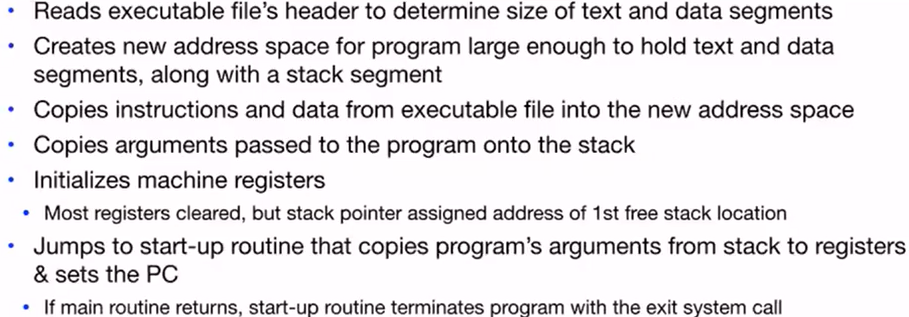 • Reads executable file's header to determine size of text and data segments
• Creates new address space for program large enough to hold text and data
segments, along with a stack segment
• Copies instructions and data from executable file into the new address space
• Copies arguments passed to the program onto the stack
• Initializes machine registers
• Most registers cleared, but stack pointer assigned address of 1st free stack location
• Jumps to start-up routine that copies program's arguments from stack to registers
& sets the PC
• If main routine returns, start-up routine terminates program with the exit system call